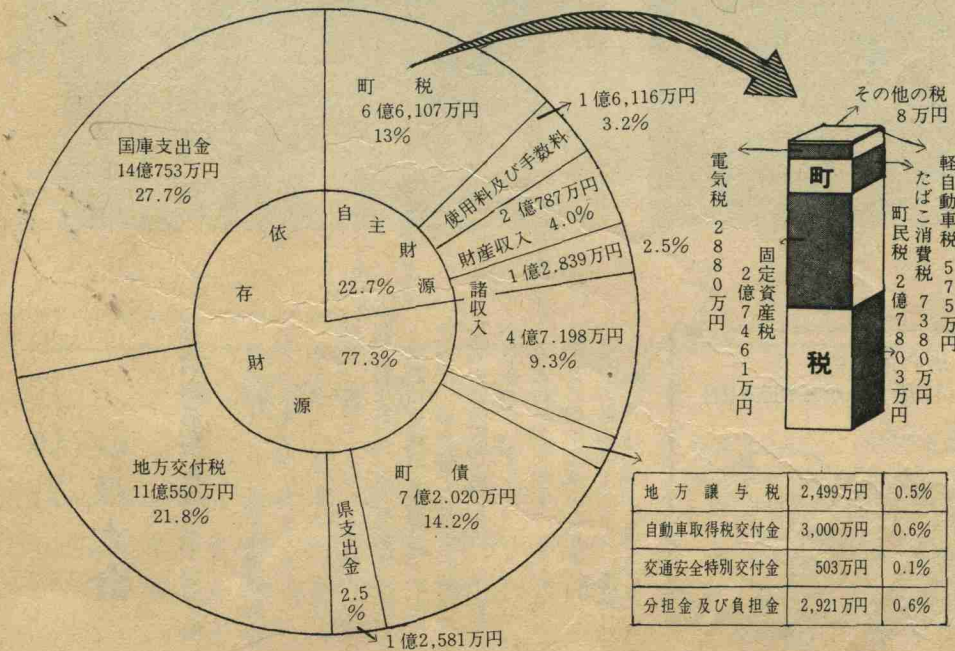 町税
6億6,107万円
13%
1億6,116万円
3.2%
使用料及び手数料
2億787万円
4.0%
財産収入
1億2.839万円
2.5%
諸収入
4億7.198万円
9.3%
町債
7億2.020万円
14.2%
県支出金
2.5%
1億2,581万円
地方交付税
11億550万円
21.8%
国庫支出金
14億753万円
27.7%
自主財源
22.7%
依存財源
77.3%
その他の税
8万円
軽自動車税 575万円
たばこ消費税 7380万円
町民税 2億7803万円
電気税 2880万円
固定資産税
2億7461万円
町
税
地方譲与税 2,499万円 0.5%
自動車取得税交付金 3,000万円 0.6%
交通安全特別交付金 503万円 0.1%
分担金及び負担金 2,921万円 0.6%